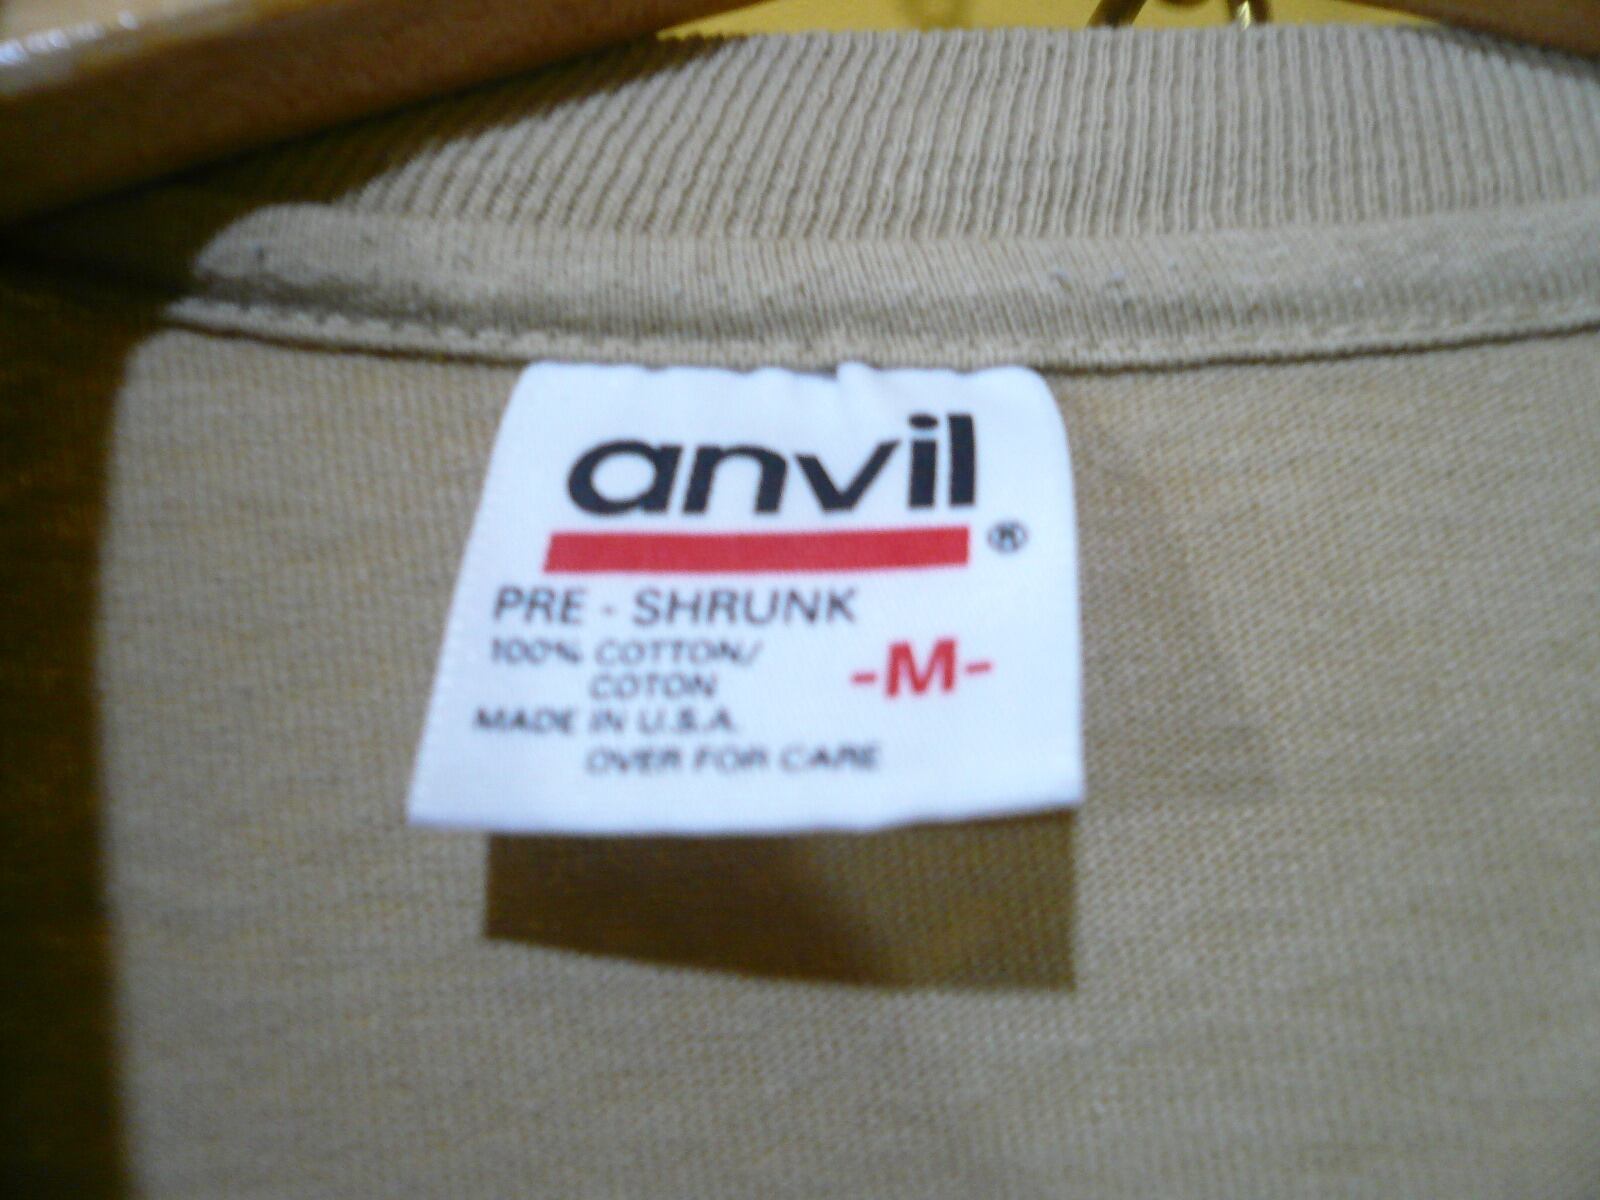 anvil®
PRE - SHRUNK
100% COTTON/
COTON
-M-
MADE IN U.S.A.
OVER FOR CARE